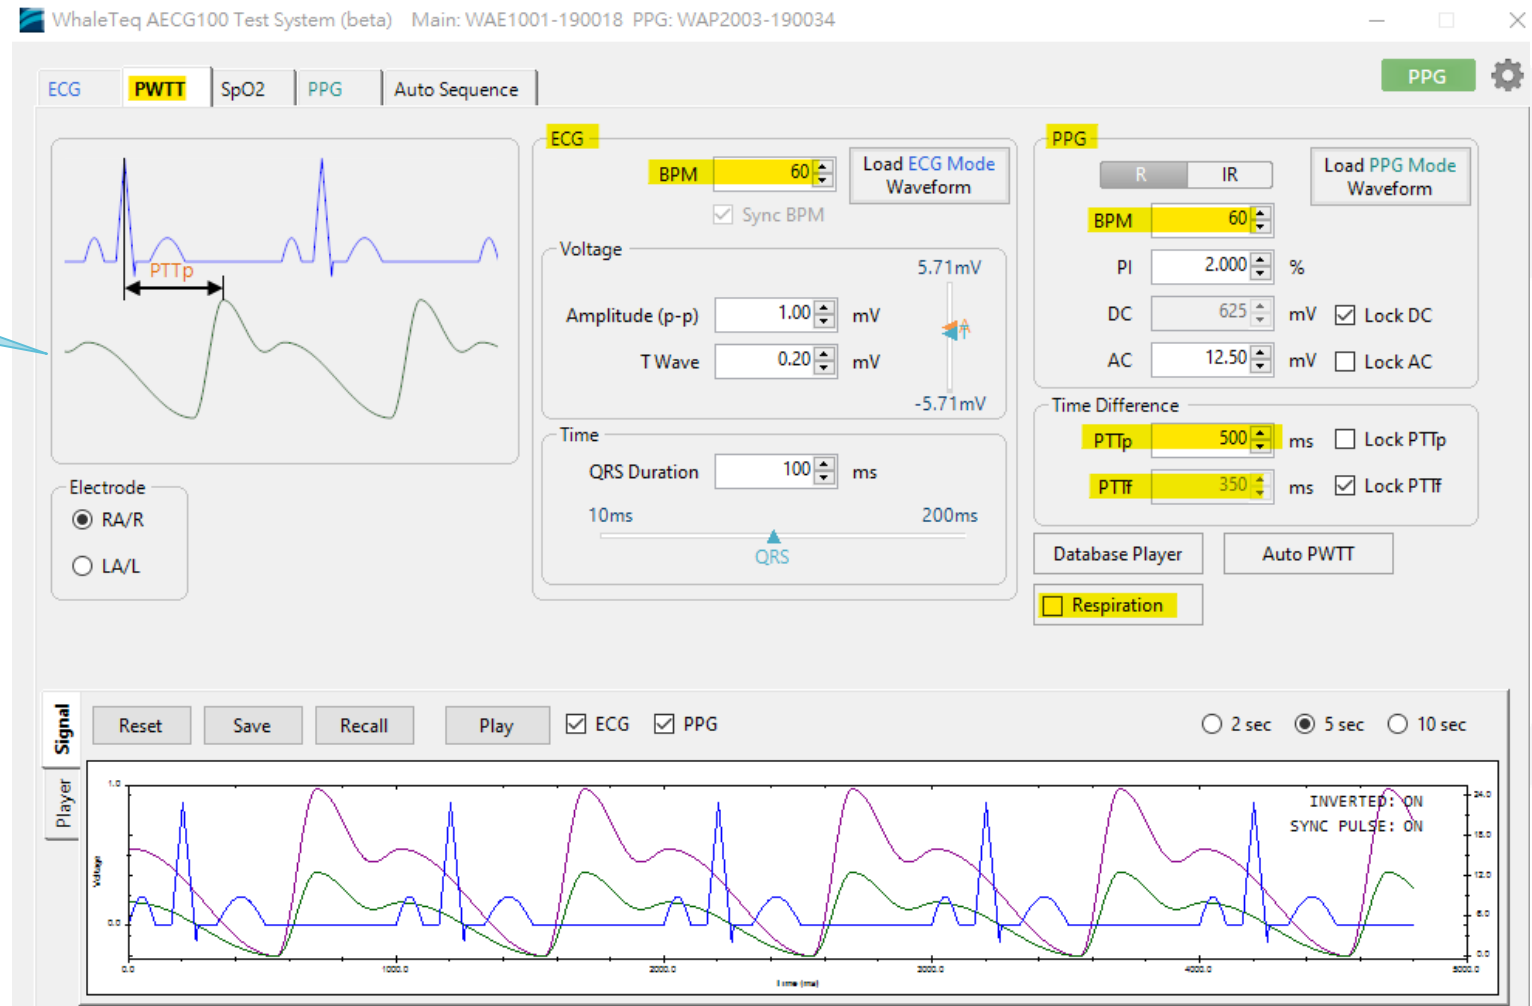 WhaleTeq AECG100 Test System (beta)    Main: WAE1001-190018  PPG: WAP2003-190034
ECG
PWTT
SpO2
PPG
Auto Sequence
PPG
PTTp
Electrode
RA/R
LA/L
ECG
BPM 60
Load ECG Mode
Waveform
Sync BPM
Voltage
5.71mV
Amplitude (p-p) 1.00 mV
A
T
T Wave 0.20 mV
-5.71mV
Time
QRS Duration 100 ms
10ms 200ms
QRS
PPG
R IR
Load PPG Mode
Waveform
BPM 60
PI 2.000 %
DC 625 mV Lock DC
AC 12.50 mV Lock AC
Time Difference
PTTp 500 ms Lock PTTp
PTTf 350 ms Lock PTTf
Database Player
Auto PWTT
Respiration
Signal
Player
Reset
Save
Recall
Play
ECG
PPG
2 sec
5 sec
10 sec
INVERTED: ON
SYNC PULSE: ON
1.0
0.0
Voltage
24.0
18.0
12.0
6.0
0.0
0.0 1000.0 2000.0 3000.0 4000.0 5000.0
Time (ms)